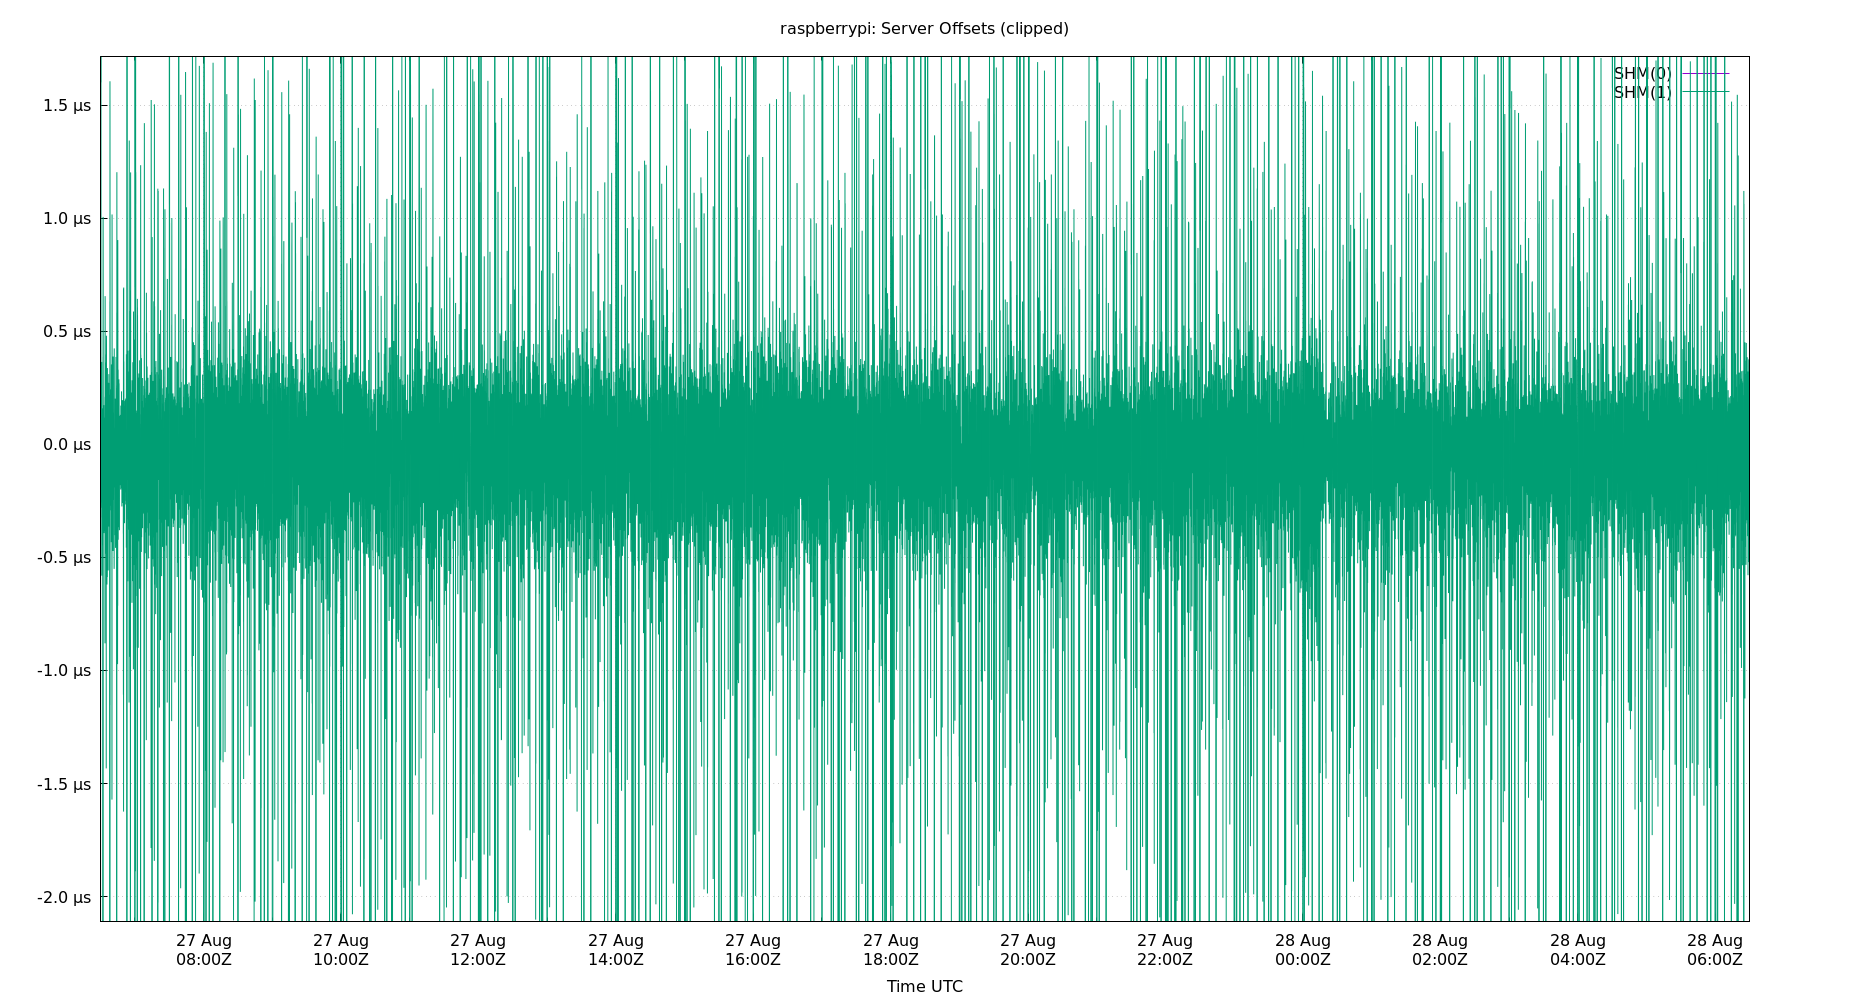 raspberrypi: Server Offsets (clipped)
SHM(0)
SHM(1)
1.5 µs
1.0 µs
0.5 µs
0.0 µs
-0.5 µs
-1.0 µs
-1.5 µs
-2.0 µs
27 Aug 27 Aug 27 Aug 27 Aug 27 Aug 27 Aug 27 Aug 27 Aug 28 Aug 28 Aug 28 Aug 28 Aug
08:00Z 10:00Z 12:00Z 14:00Z 16:00Z 18:00Z 20:00Z 22:00Z 00:00Z 02:00Z 04:00Z 06:00Z
Time UTC